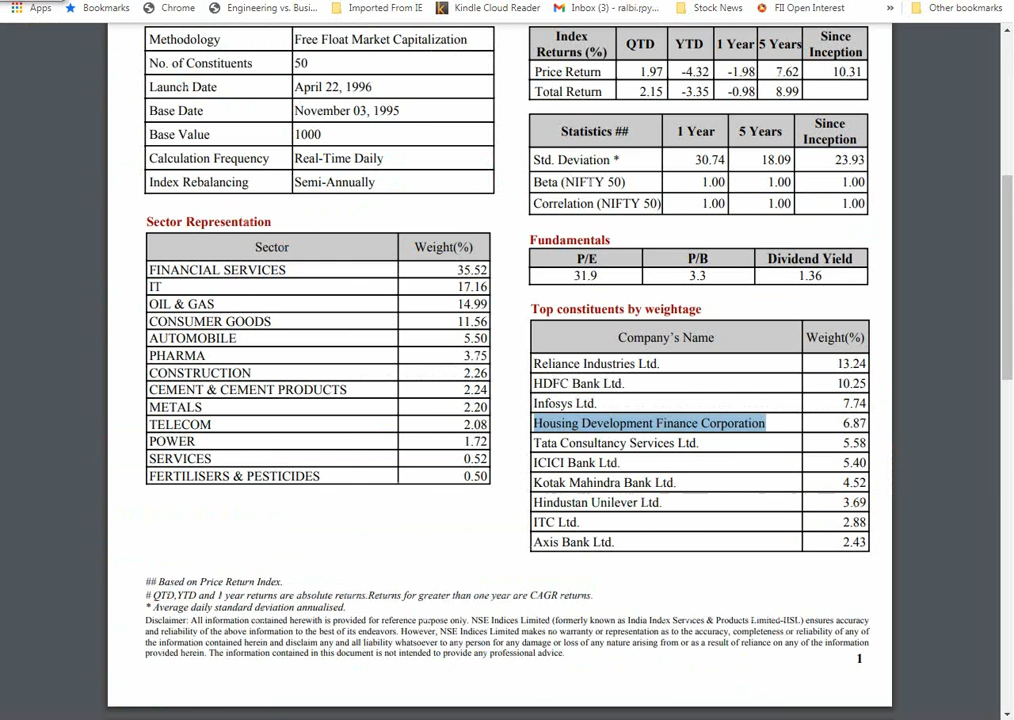 Apps Bookmarks Chrome Engineering vs. Busi... Imported From IE Kindle Cloud Reader Inbox (3) - ralbi.rpy... Stock News FII Open Interest » Other bookmarks
Methodology Free Float Market Capitalization
No. of Constituents 50
Launch Date April 22, 1996
Base Date November 03, 1995
Base Value 1000
Calculation Frequency Real-Time Daily
Index Rebalancing Semi-Annually
Sector Representation
Sector Weight(%)
FINANCIAL SERVICES 35.52
IT 17.16
OIL & GAS 14.99
CONSUMER GOODS 11.56
AUTOMOBILE 5.50
PHARMA 3.75
CONSTRUCTION 2.26
CEMENT & CEMENT PRODUCTS 2.24
METALS 2.20
TELECOM 2.08
POWER 1.72
SERVICES 0.52
FERTILISERS & PESTICIDES 0.50
Index Returns (%) QTD YTD 1 Year 5 Years Since Inception
Price Return 1.97 -4.32 -1.98 7.62 10.31
Total Return 2.15 -3.35 -0.98 8.99
Statistics ## 1 Year 5 Years Since Inception
Std. Deviation * 30.74 18.09 23.93
Beta (NIFTY 50) 1.00 1.00 1.00
Correlation (NIFTY 50) 1.00 1.00 1.00
Fundamentals
P/E P/B Dividend Yield
31.9 3.3 1.36
Top constituents by weightage
Company's Name Weight(%)
Reliance Industries Ltd. 13.24
HDFC Bank Ltd. 10.25
Infosys Ltd. 7.74
Housing Development Finance Corporation 6.87
Tata Consultancy Services Ltd. 5.58
ICICI Bank Ltd. 5.40
Kotak Mahindra Bank Ltd. 4.52
Hindustan Unilever Ltd. 3.69
ITC Ltd. 2.88
Axis Bank Ltd. 2.43
## Based on Price Return Index.
# QTD,YTD and 1 year returns are absolute returns.Returns for greater than one year are CAGR returns.
* Average daily standard deviation annualised.
Disclaimer: All information contained herewith is provided for reference purpose only. NSE Indices Limited (formerly known as India Index Services & Products Limited-IISL) ensures accuracy
and reliability of the above information to the best of its endeavors. However, NSE Indices Limited makes no warranty or representation as to the accuracy, completeness or reliability of any of
the information contained herein and disclaim any and all liability whatsoever to any person for any damage or loss of any nature arising from or as a result of reliance on any of the information
provided herein. The information contained in this document is not intended to provide any professional advice.
1